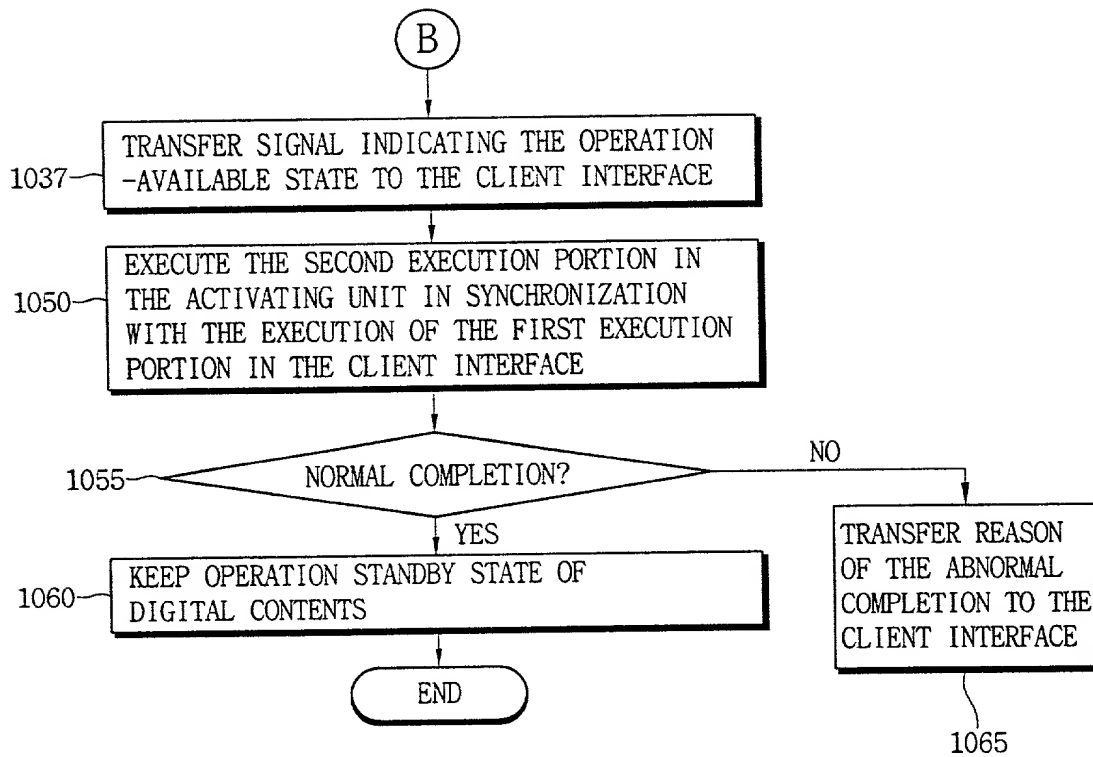 B
TRANSFER SIGNAL INDICATING THE OPERATION
-AVAILABLE STATE TO THE CLIENT INTERFACE
1037
EXECUTE THE SECOND EXECUTION PORTION IN
THE ACTIVATING UNIT IN SYNCHRONIZATION
WITH THE EXECUTION OF THE FIRST EXECUTION
PORTION IN THE CLIENT INTERFACE
1050
NORMAL COMPLETION?
1055
NO
YES
TRANSFER REASON
OF THE ABNORMAL
COMPLETION TO THE
CLIENT INTERFACE
1065
KEEP OPERATION STANDBY STATE OF
DIGITAL CONTENTS
1060
END